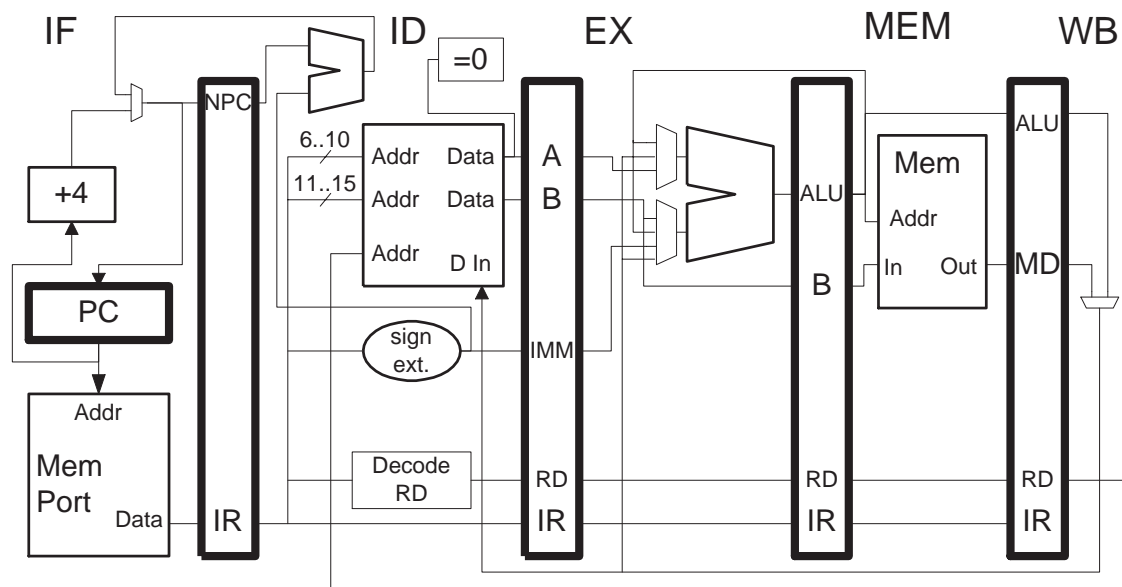 IF
ID
EX
MEM
WB
=0
NPC
+4
PC
Addr
Mem
Port
Data
IR
6..10
11..15
Addr
Data
Addr
Data
Addr
D In
sign
ext.
Decode
RD
A
B
IMM
RD
IR
ALU
B
RD
IR
Mem
Addr
In
Out
ALU
MD
RD
IR